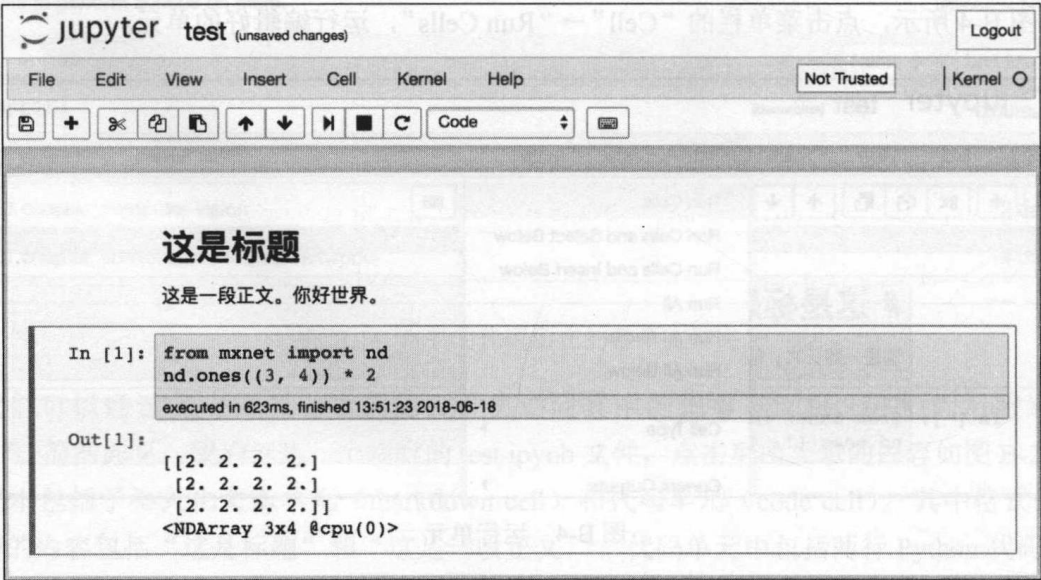 jupyter test (unsaved changes) Logout
File Edit View Insert Cell Kernel Help Not Trusted Kernel
Code
这是标题
这是一段正文。你好世界。
In [1]: from mxnet import nd
nd.ones((3, 4)) * 2
executed in 623ms, finished 13:51:23 2018-06-18
Out[1]:
[[2. 2. 2. 2.]
[2. 2. 2. 2.]
[2. 2. 2. 2.]]
<NDArray 3x4 @cpu(0)>